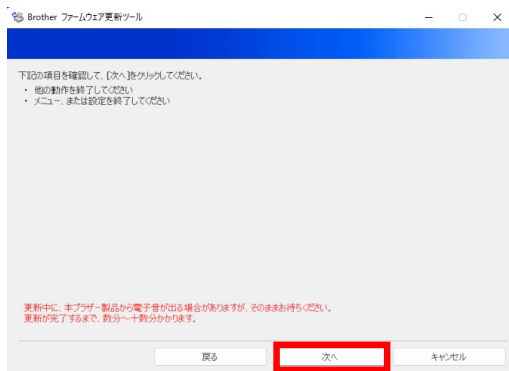 Brother ファームウェア更新ツール
下記の項目を確認して、[次へ]をクリックしてください。
・ 他の動作を終了してください
・ メニュー、または設定を終了してください
更新中に、本ブラザー製品から電子音が出る場合がありますが、そのままお待ちください。
更新が完了するまで、数分～十数分かかります。
戻る 次へ キャンセル